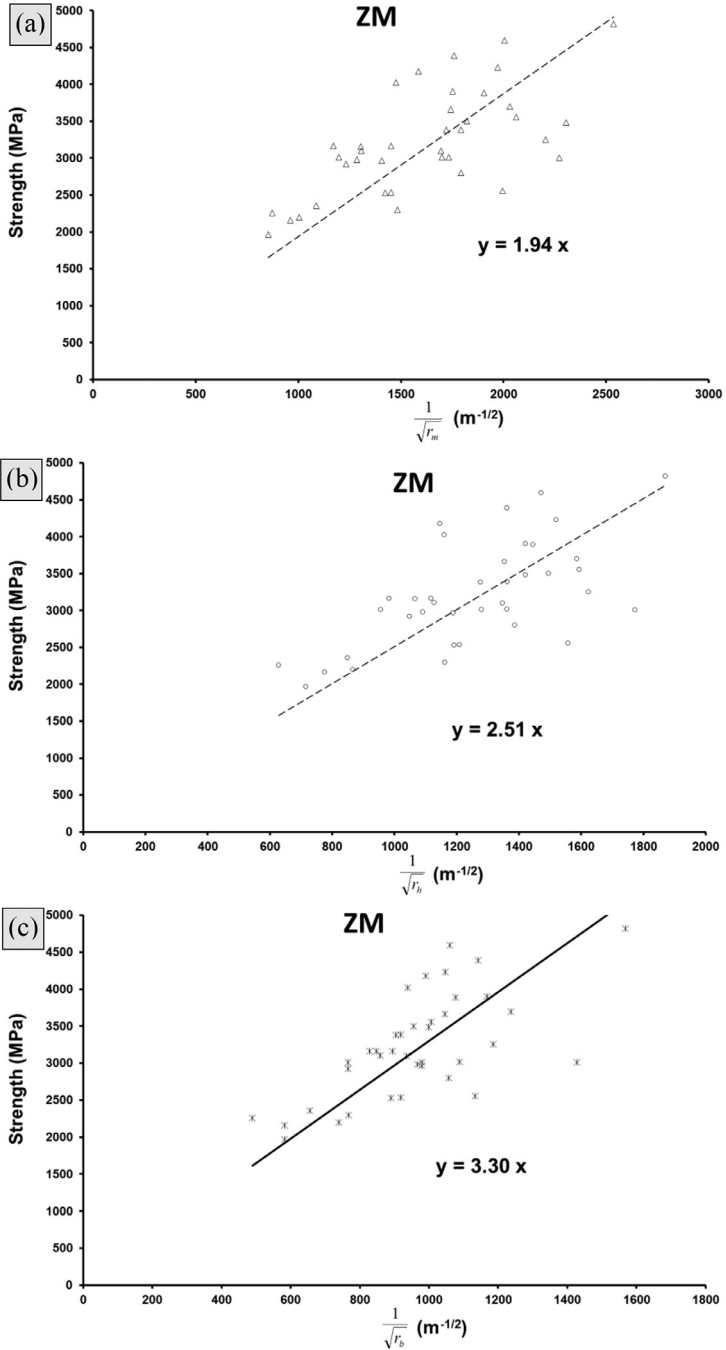 (a)
ZM
5000
4500
4000
3500
3000
2500
2000
1500
1000
500
0
Strength (MPa)
y = 1.94 x
0 500 1000 1500 2000 2500 3000
1/√r_m (m-1/2)
(b)
ZM
5000
4500
4000
3500
3000
2500
2000
1500
1000
500
0
Strength (MPa)
y = 2.51 x
0 200 400 600 800 1000 1200 1400 1600 1800 2000
1/√r_h (m-1/2)
(c)
ZM
5000
4500
4000
3500
3000
2500
2000
1500
1000
500
0
Strength (MPa)
y = 3.30 x
0 200 400 600 800 1000 1200 1400 1600 1800
1/√r_b (m-1/2)